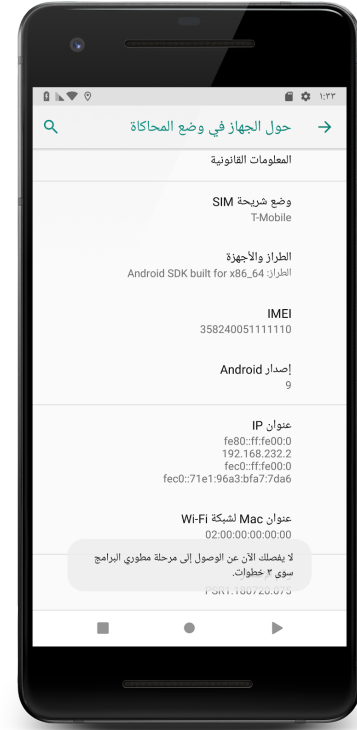 ١:٣٣
حول الجهاز في وضع المحاكاة
المعلومات القانونية
وضع شريحة SIM
T-Mobile
الطراز والأجهزة
الطراز: Android SDK built for x86_64
IMEI
358240051111110
إصدار Android
9
عنوان IP
fe80::ff:fe00:0
192.168.232.2
fec0::ff:fe00:0
fec0::71e1:96a3:bfa7:7da6
عنوان Mac لشبكة Wi-Fi
02:00:00:00:00:00
لا يفصلك الآن عن الوصول إلى مرحلة مطوري البرامج
سوى ٣ خطوات.
PSR1.180720.075